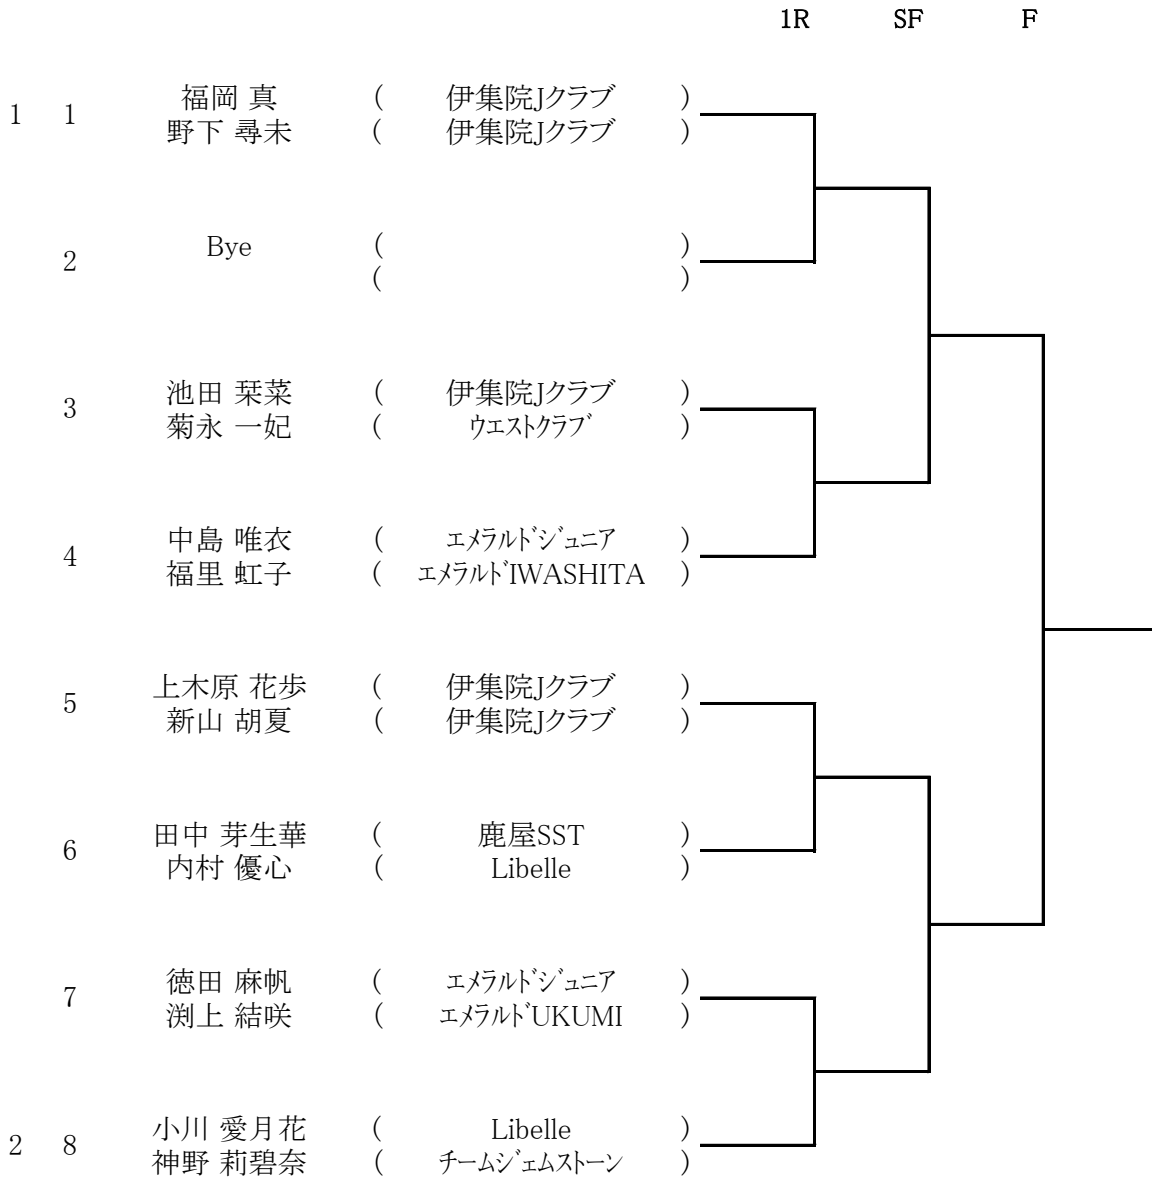 1R SF F
1 1 福岡 真 ( 伊集院Jクラブ )
野下 尋未 ( 伊集院Jクラブ )
2 Bye ( )
( )
3 池田 栞菜 ( 伊集院Jクラブ )
菊永 一妃 ( ウエストクラブ )
4 中島 唯衣 ( エメラルドジュニア )
福里 虹子 ( エメラルドIWASHITA )
5 上木原 花歩 ( 伊集院Jクラブ )
新山 胡夏 ( 伊集院Jクラブ )
6 田中 芽生華 ( 鹿屋SST )
内村 優心 ( Libelle )
7 徳田 麻帆 ( エメラルドジュニア )
渕上 結咲 ( エメラルドUKUMI )
2 8 小川 愛月花 ( Libelle )
神野 莉碧奈 ( チームジェムストーン )